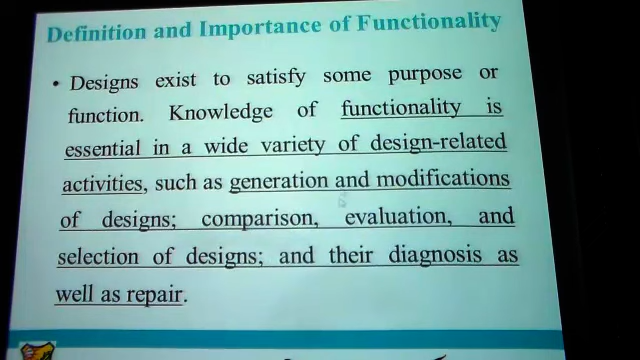 Definition and Importance of Functionality
• Designs exist to satisfy some purpose or
function. Knowledge of functionality is
essential in a wide variety of design-related
activities, such as generation and modifications
of designs; comparison, evaluation, and
selection of designs; and their diagnosis as
well as repair.